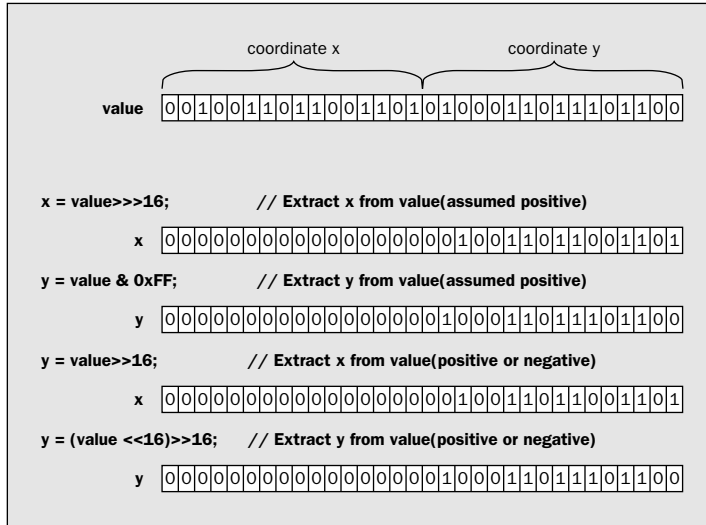 coordinate x coordinate y
value 00100110110011010100011011101100
x = value>>>16; // Extract x from value(assumed positive)
x 00000000000000000010011011001101
y = value & 0xFF; // Extract y from value(assumed positive)
y 00000000000000000100011011101100
y = value>>16; // Extract x from value(positive or negative)
x 00000000000000000010011011001101
y = (value <<16)>>16; // Extract y from value(positive or negative)
y 00000000000000000100011011101100